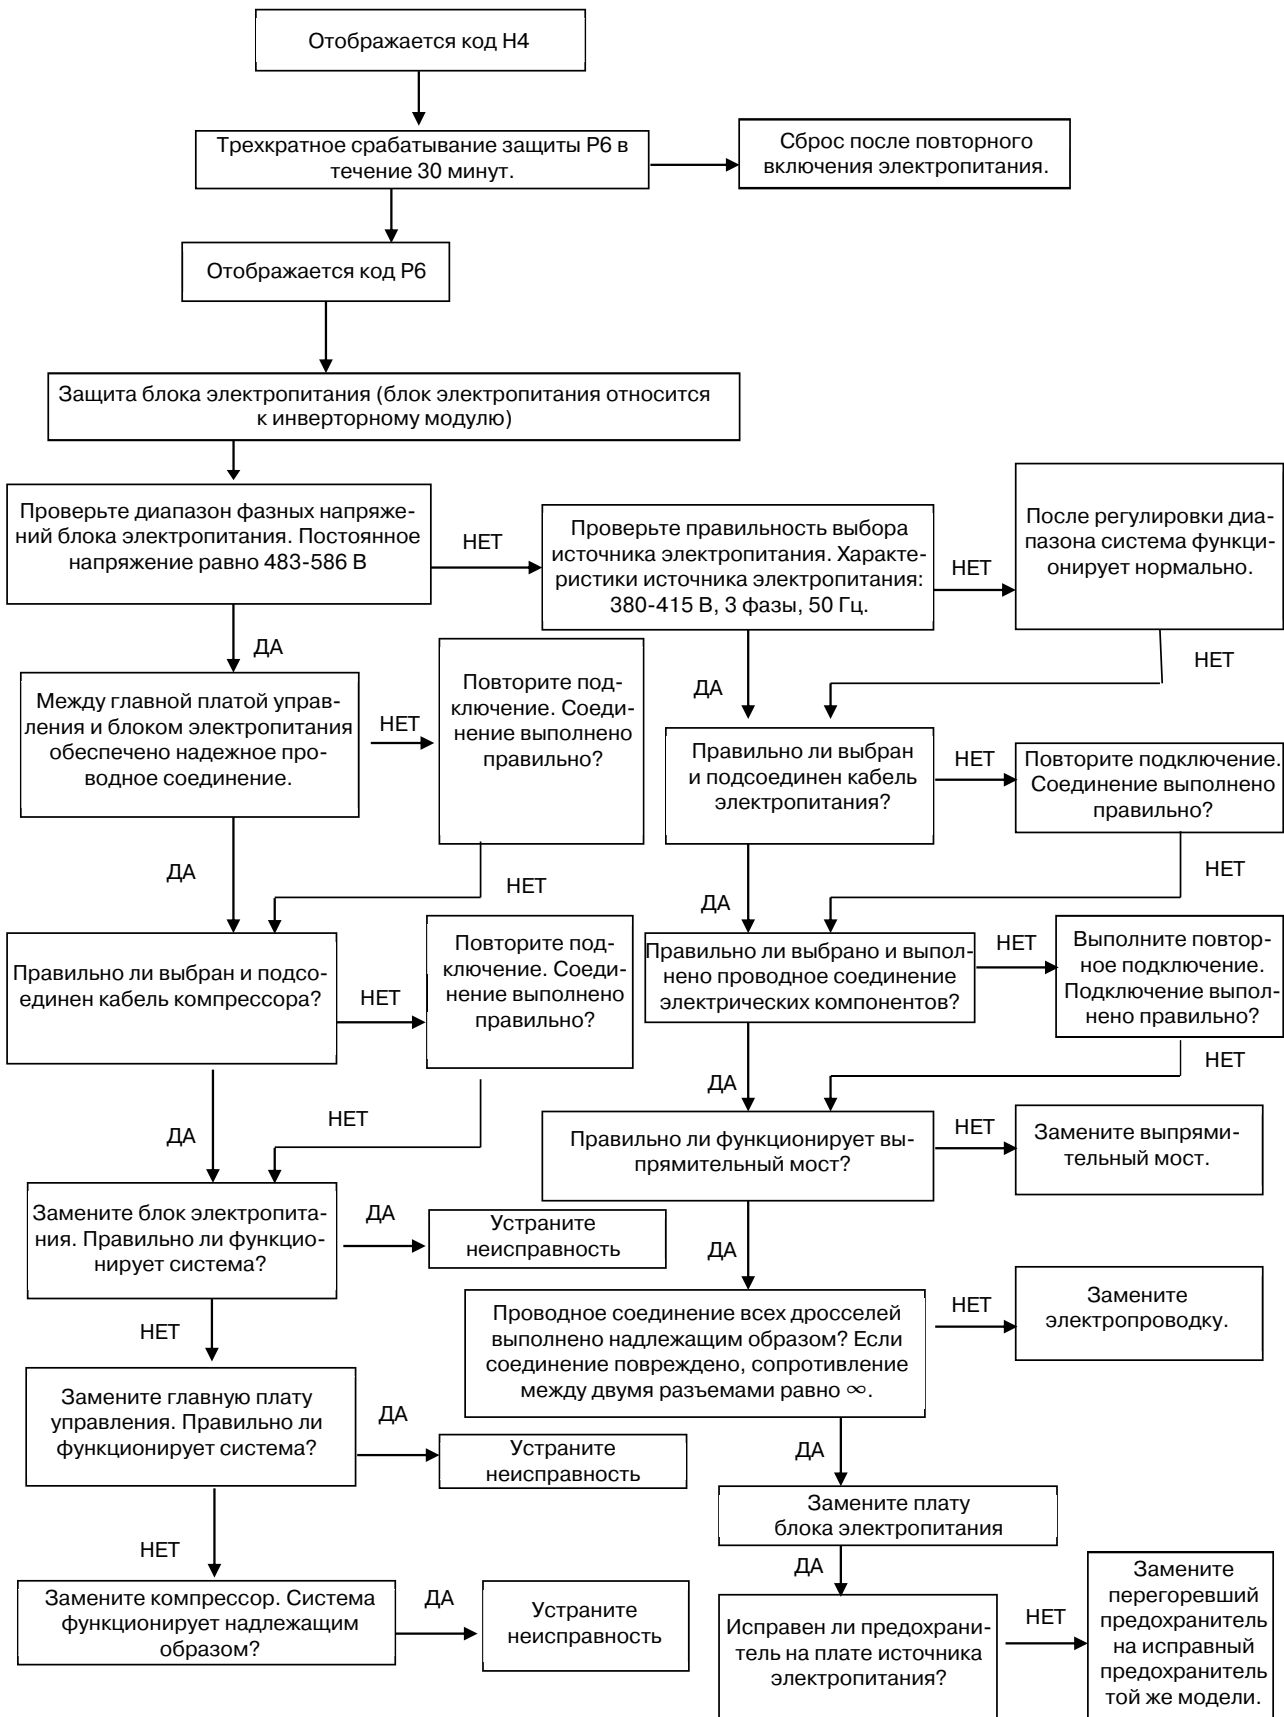 Отображается код H4
Трехкратное срабатывание защиты P6 в
течение 30 минут.
Сброс после повторного
включения электропитания.
Отображается код P6
Защита блока электропитания (блок электропитания относится
к инверторному модулю)
Проверьте диапазон фазных напряже-
ний блока электропитания. Постоянное
напряжение равно 483-586 В
НЕТ
Проверьте правильность выбора
источника электропитания. Характе-
ристики источника электропитания:
380-415 В, 3 фазы, 50 Гц.
НЕТ
После регулировки диа-
пазона система функци-
онирует нормально.
ДА
НЕТ
Между главной платой управ-
ления и блоком электропитания
обеспечено надежное про-
водное соединение.
НЕТ
Повторите под-
ключение. Соеди-
нение выполнено
правильно?
ДА
Правильно ли выбран
и подсоединен кабель
электропитания?
НЕТ
Повторите подключение.
Соединение выполнено
правильно?
ДА
НЕТ
ДА
НЕТ
Правильно ли выбран и подсо-
единен кабель компрессора?
НЕТ
Повторите под-
ключение. Соеди-
нение выполнено
правильно?
Правильно ли выбрано и выпол-
нено проводное соединение
электрических компонентов?
НЕТ
Выполните повтор-
ное подключение.
Подключение выпол-
нено правильно?
ДА
НЕТ
ДА
НЕТ
Правильно ли функционирует вы-
прямительный мост?
НЕТ
Замените выпрями-
тельный мост.
Замените блок электропита-
ния. Правильно ли функцио-
нирует система?
ДА
Устраните
неисправность
ДА
НЕТ
Проводное соединение всех дросселей
выполнено надлежащим образом? Если
соединение повреждено, сопротивление
между двумя разъемами равно ∞.
НЕТ
Замените
электропроводку.
Замените главную плату
управления. Правильно ли
функционирует система?
ДА
Устраните
неисправность
ДА
Замените плату
блока электропитания
НЕТ
ДА
Замените компрессор. Система
функционирует надлежащим
образом?
ДА
Устраните
неисправность
Исправен ли предохрани-
тель на плате источника
электропитания?
НЕТ
Замените
перегоревший
предохранитель
на исправный
предохранитель
той же модели.